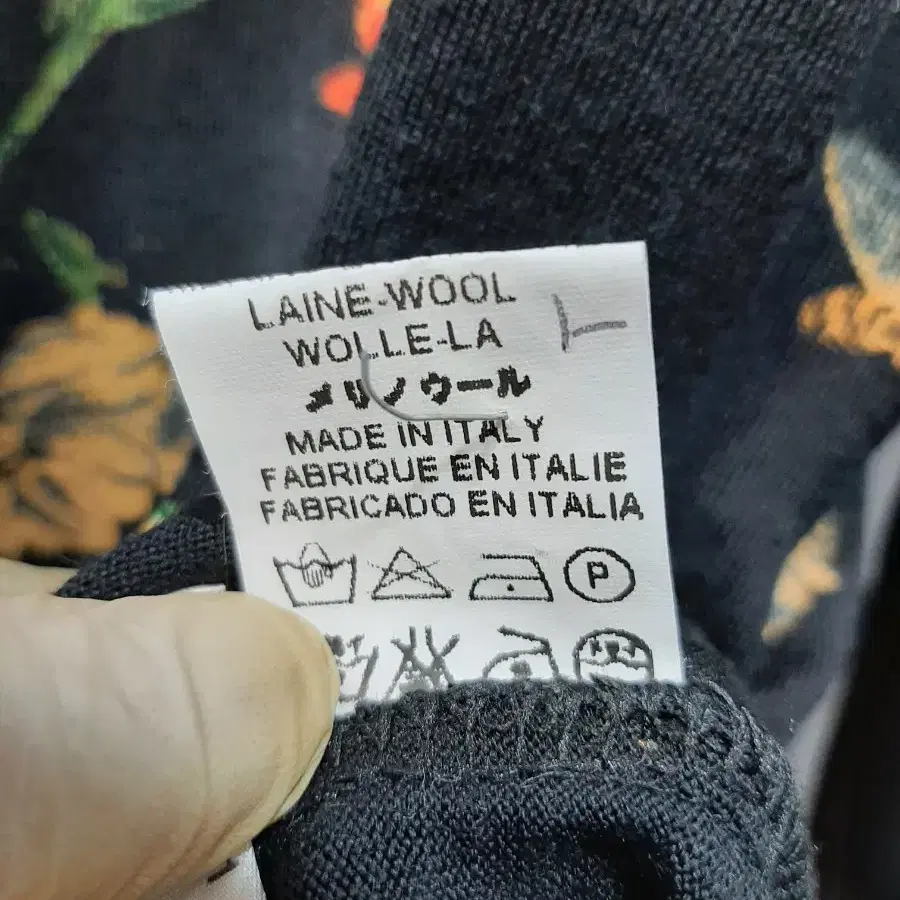 LAINE-WOOL
WOLLE-LA
メリノウール
MADE IN ITALY
FABRIQUE EN ITALIE
FABRICADO EN ITALIA
P